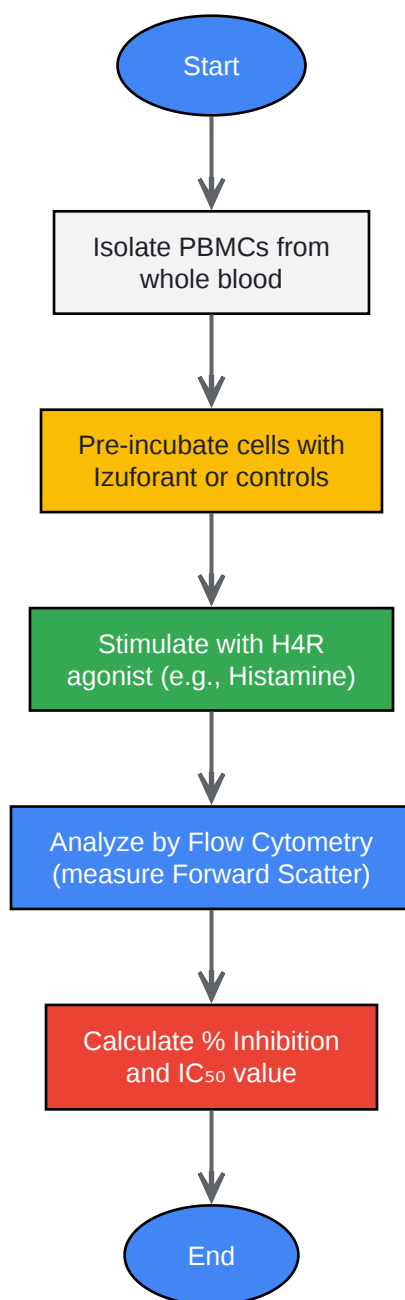 Start
Isolate PBMCs from
whole blood
Pre-incubate cells with
Izuforant or controls
Stimulate with H4R
agonist (e.g., Histamine)
Analyze by Flow Cytometry
(measure Forward Scatter)
Calculate % Inhibition
and IC₅₀ value
End